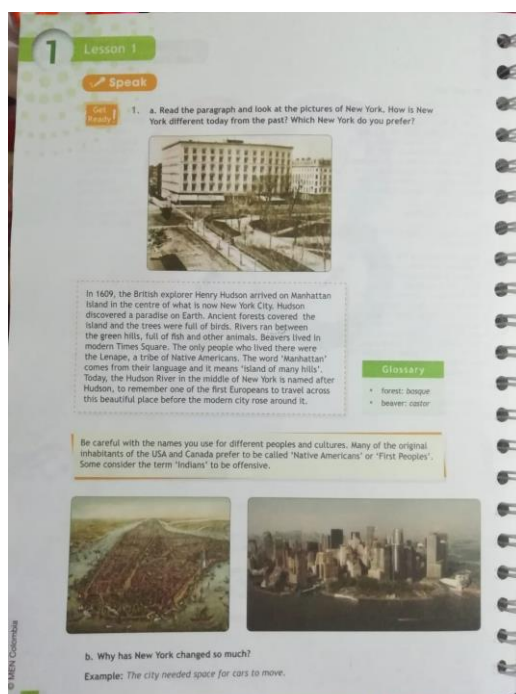 1
Lesson 1
Speak
Get
Ready!
1. a. Read the paragraph and look at the pictures of New York. How is New
York different today from the past? Which New York do you prefer?
In 1609, the British explorer Henry Hudson arrived on Manhattan
Island in the centre of what is now New York City. Hudson
discovered a paradise on Earth. Ancient forests covered the
island and the trees were full of birds. Rivers ran between
the green hills, full of fish and other animals. Beavers lived in
modern Times Square. The only people who lived there were
the Lenape, a tribe of Native Americans. The word 'Manhattan'
comes from their language and it means 'island of many hills'.
Today, the Hudson River in the middle of New York is named after
Hudson, to remember one of the first Europeans to travel across
this beautiful place before the modern city rose around it.
Glossary
• forest: bosque
• beaver: castor
Be careful with the names you use for different peoples and cultures. Many of the original
inhabitants of the USA and Canada prefer to be called 'Native Americans' or 'First Peoples'.
Some consider the term 'Indians' to be offensive.
b. Why has New York changed so much?
Example: The city needed space for cars to move.
© MEN Colombia